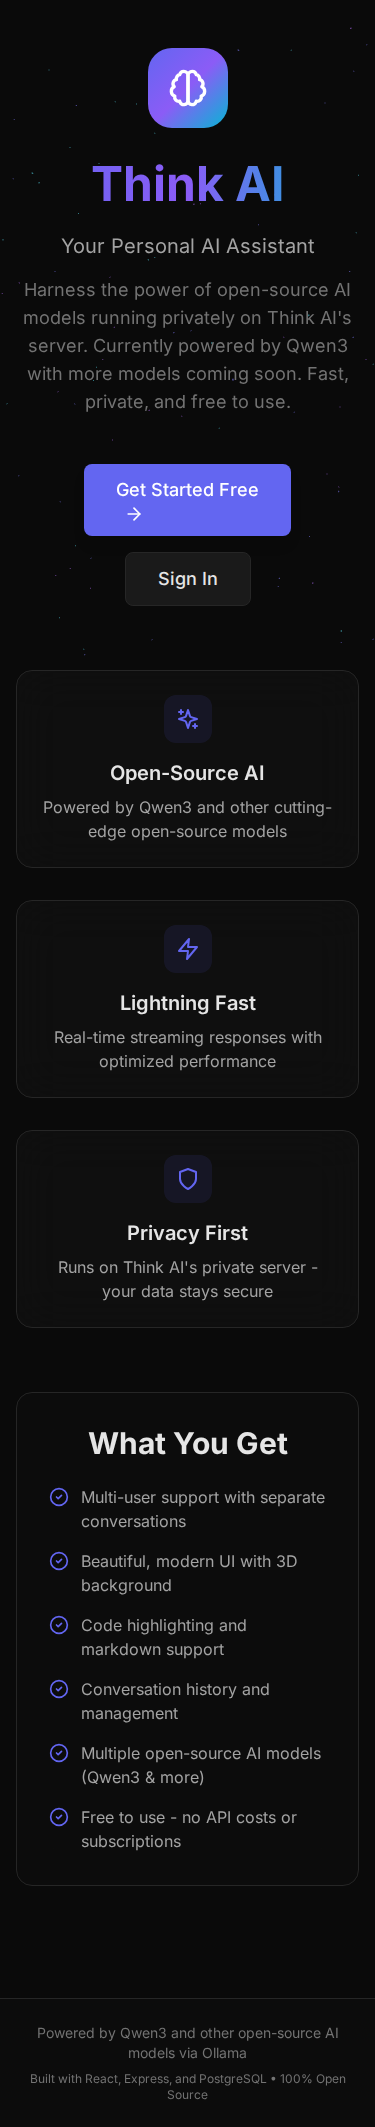 Think AI
Your Personal AI Assistant
Harness the power of open-source AI
models running privately on Think AI's
server. Currently powered by Qwen3
with more models coming soon. Fast,
private, and free to use.
Get Started Free
Sign In
Open-Source AI
Powered by Qwen3 and other cutting-
edge open-source models
Lightning Fast
Real-time streaming responses with
optimized performance
Privacy First
Runs on Think AI's private server -
your data stays secure
What You Get
Multi-user support with separate
conversations
Beautiful, modern UI with 3D
background
Code highlighting and
markdown support
Conversation history and
management
Multiple open-source AI models
(Qwen3 & more)
Free to use - no API costs or
subscriptions
Powered by Qwen3 and other open-source AI
models via Ollama
Built with React, Express, and PostgreSQL • 100% Open
Source